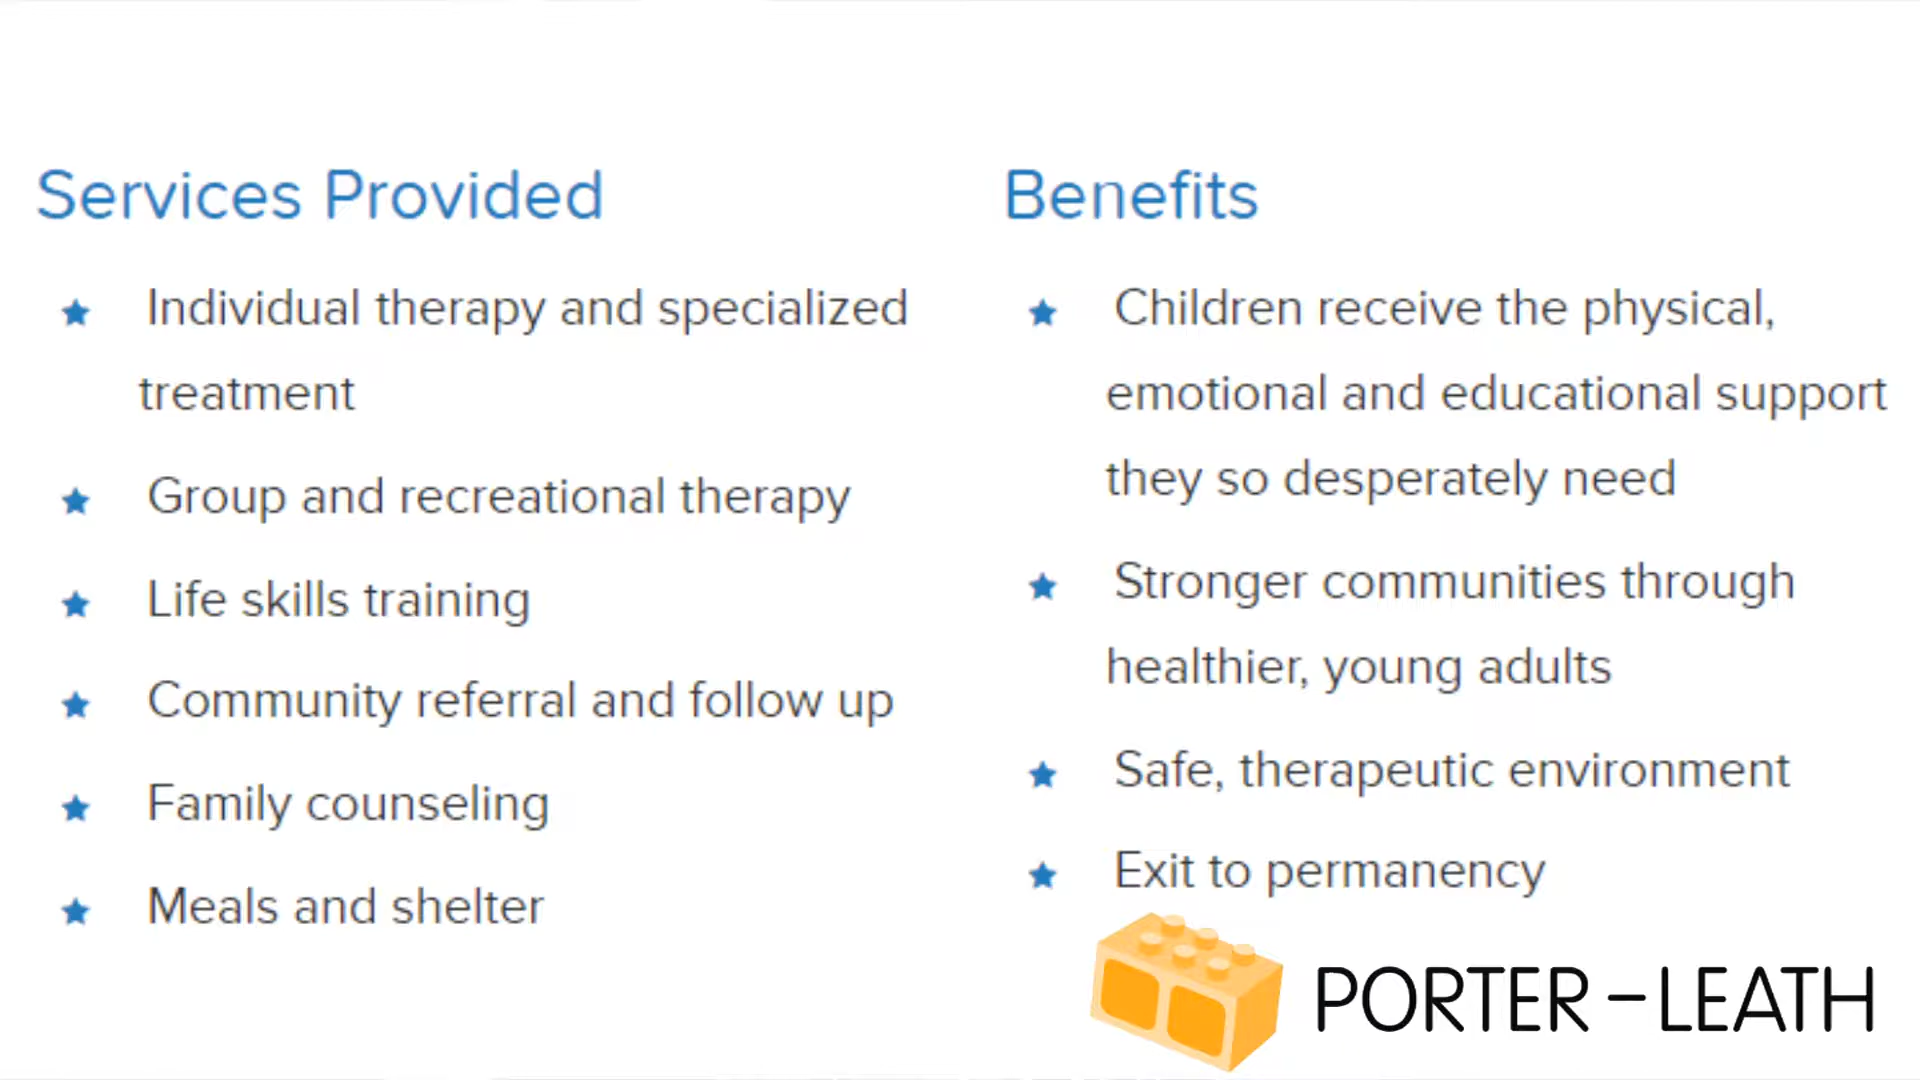 Services Provided
Individual therapy and specialized
treatment
Group and recreational therapy
Life skills training
Community referral and follow up
Family counseling
Meals and shelter
Benefits
Children receive the physical,
emotional and educational support
they so desperately need
Stronger communities through
healthier, young adults
Safe, therapeutic environment
Exit to permanency
PORTER-LEATH